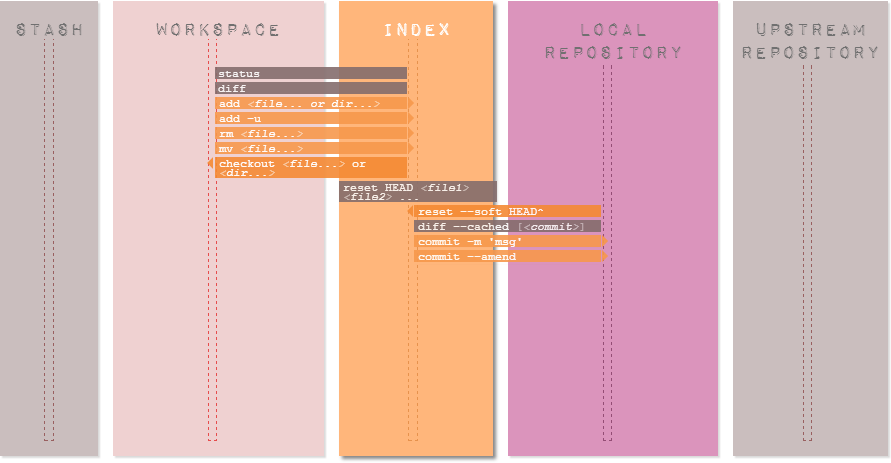 STASH
WORKSPACE
INDEX
LOCAL
REPOSITORY
UPSTREAM
REPOSITORY
status
diff
add <file... or dir...>
add -u
rm <file...>
mv <file...>
checkout <file...> or
<dir...>
reset HEAD <file1>
<file2> ...
reset --soft HEAD^
diff --cached [<commit>]
commit -m 'msg'
commit --amend